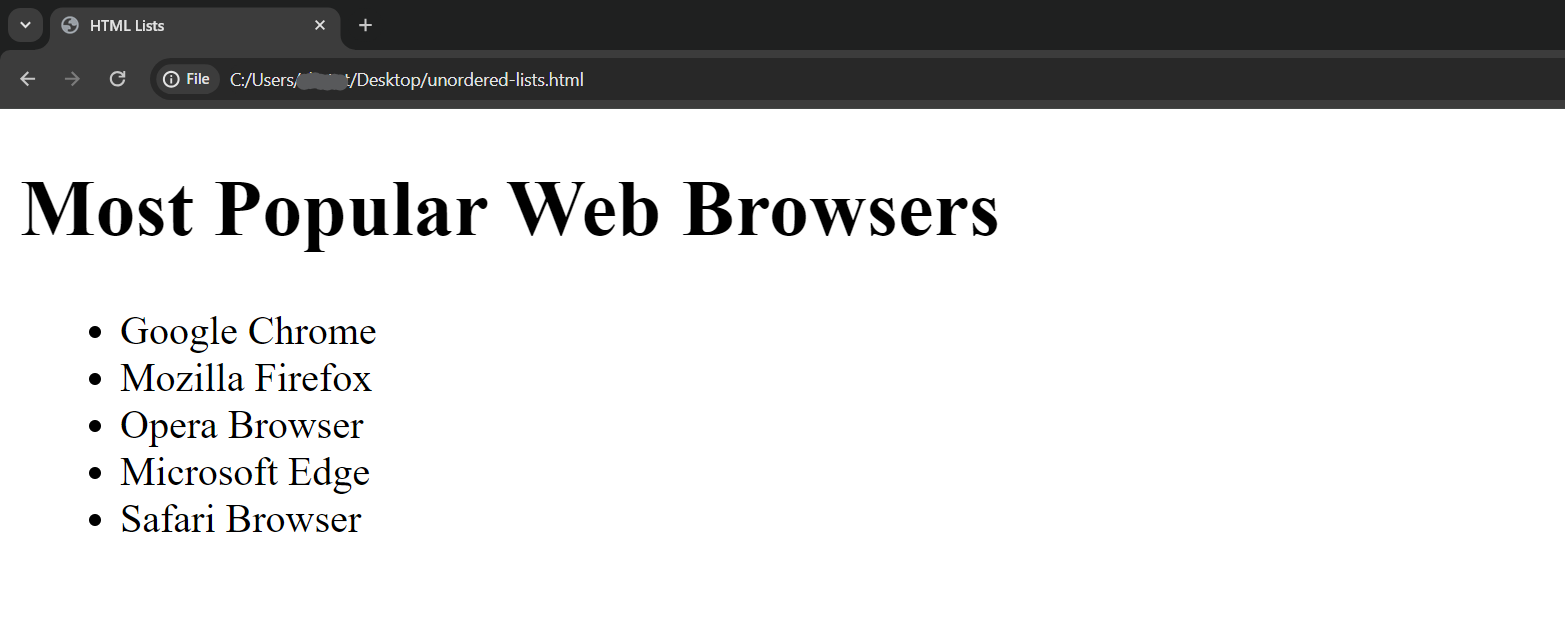 HTML Lists
File C:/Users/ /Desktop/unordered-lists.html
Most Popular Web Browsers
• Google Chrome
• Mozilla Firefox
• Opera Browser
• Microsoft Edge
• Safari Browser